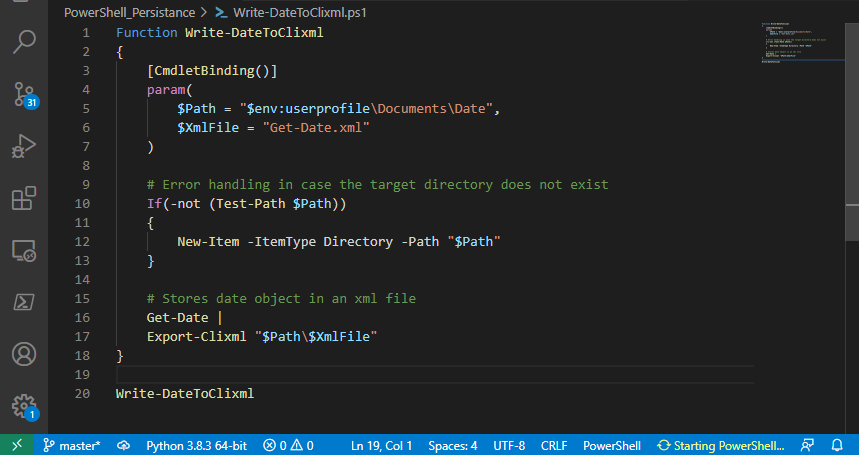 PowerShell_Persistance > Write-DateToClixml.ps1
1 Function Write-DateToClixml
2 {
3 [CmdletBinding()]
4 param(
5 $Path = "$env:userprofile\Documents\Date",
6 $XmlFile = "Get-Date.xml"
7 )
8
9 # Error handling in case the target directory does not exist
10 If(-not (Test-Path $Path))
11 {
12 New-Item -ItemType Directory -Path "$Path"
13 }
14
15 # Stores date object in an xml file
16 Get-Date |
17 Export-Clixml "$Path\$XmlFile"
18 }
19
20 Write-DateToClixml
31
1
master* Python 3.8.3 64-bit 0 0 Ln 19, Col 1 Spaces: 4 UTF-8 CRLF PowerShell Starting PowerShell...